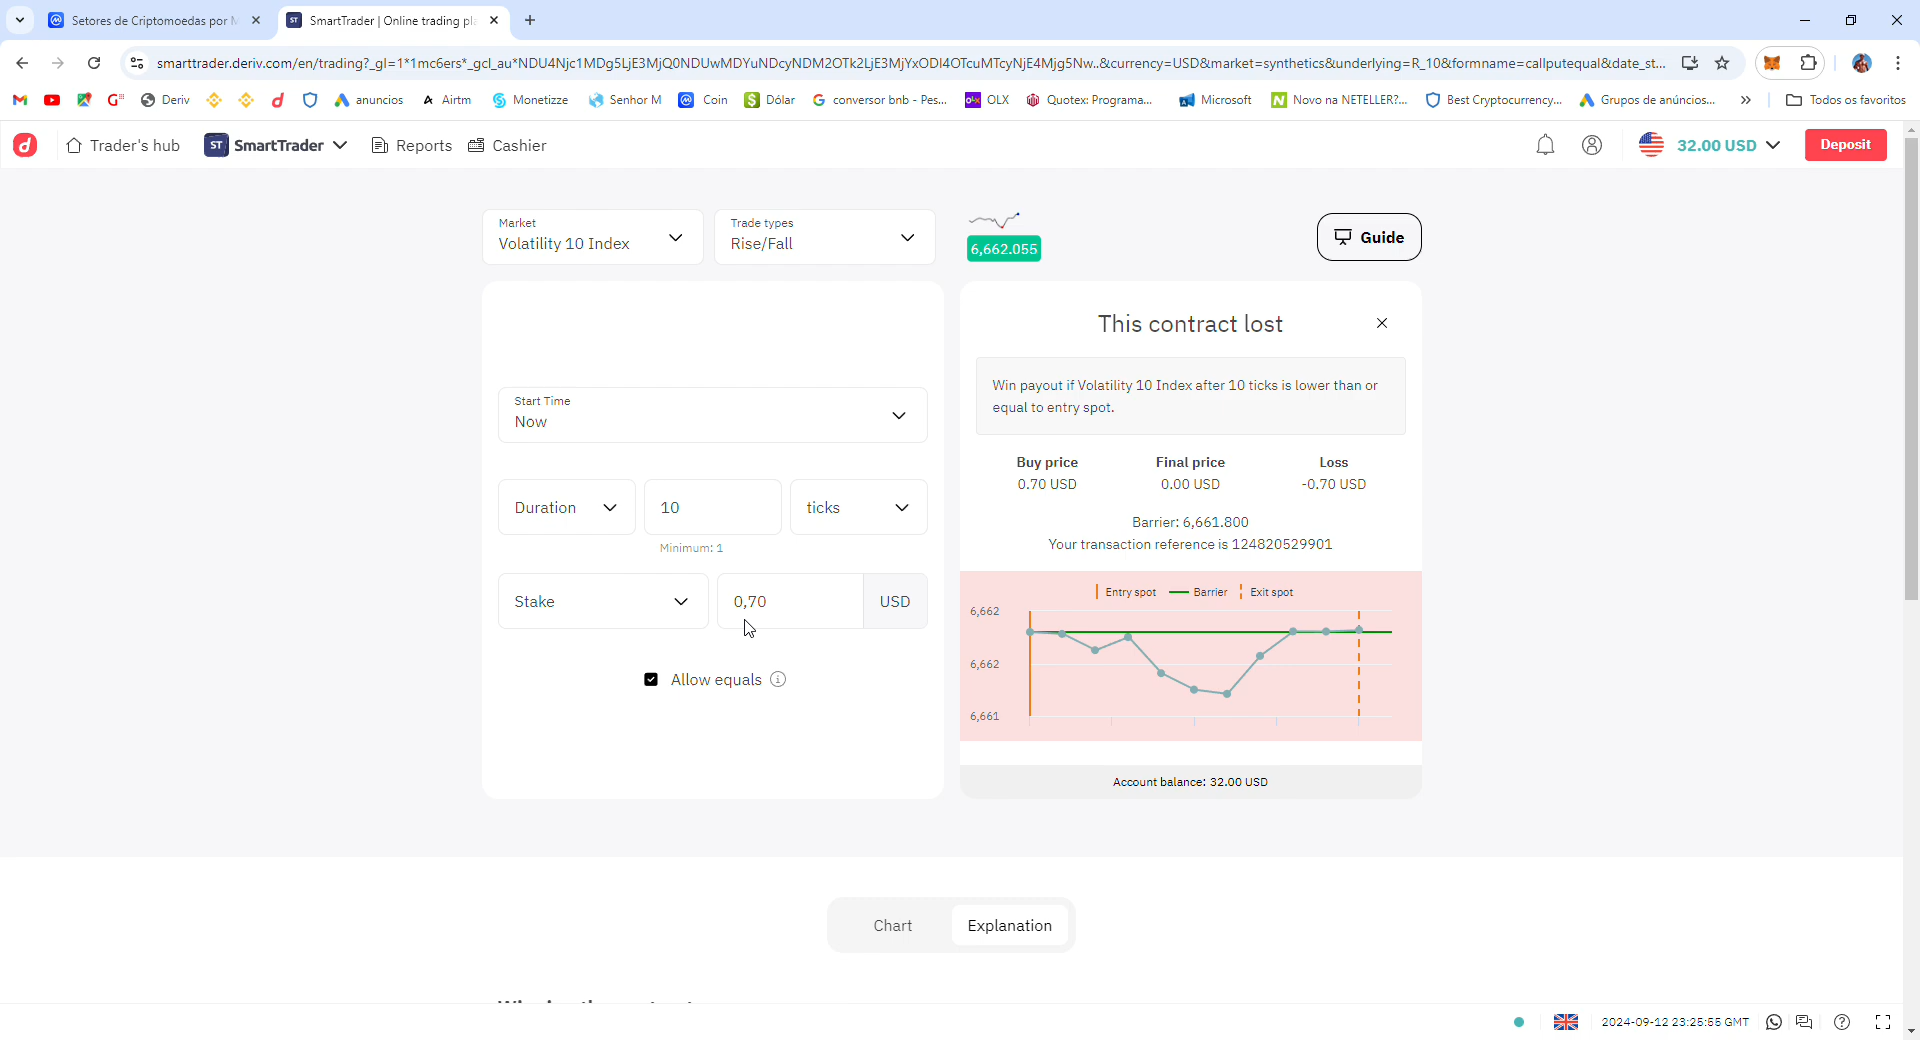 Setores de Criptomoedas por M
SmartTrader | Online trading pla
smarttrader.deriv.com/en/trading?_gl=1*1mc6ers*_gcl_au*NDU4Njc1MDg5LjE3MjQ0NDUwMDYuNDcyNDM2OTk2LjE3MjYxODI4OTcuMTcyNjE4Mjg5Nw..&currency=USD&market=synthetics&underlying=R_10&formname=callputequal&date_st...
Deriv
anuncios
Airtm
Monetizze
Senhor M
Coin
Dólar
conversor bnb - Pes...
OLX
Quotex: Programa...
Microsoft
Novo na NETELLER?...
Best Cryptocurrency...
Grupos de anúncios...
Todos os favoritos
Trader's hub
ST SmartTrader
Reports
Cashier
32.00 USD
Deposit
Market
Volatility 10 Index
Trade types
Rise/Fall
6,662.055
Guide
Start Time
Now
Duration
10
ticks
Minimum: 1
Stake
0,70
USD
Allow equals
This contract lost
Win payout if Volatility 10 Index after 10 ticks is lower than or
equal to entry spot.
Buy price Final price Loss
0.70 USD 0.00 USD -0.70 USD
Barrier: 6,661.800
Your transaction reference is 124820529901
Entry spot Barrier Exit spot
6,662
6,662
6,661
Account balance: 32.00 USD
Chart
Explanation
2024-09-12 23:25:55 GMT